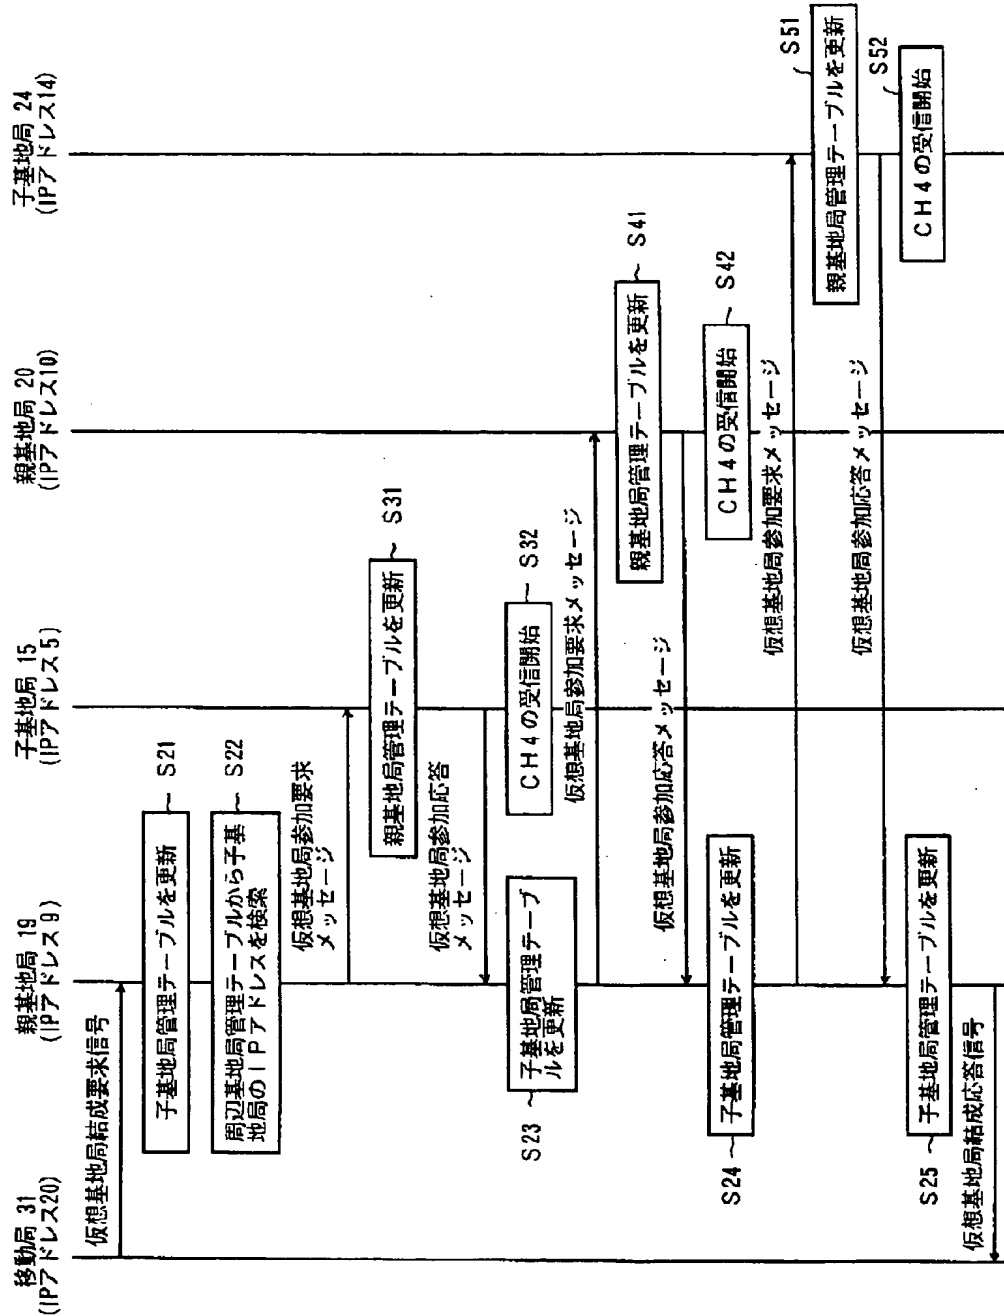 移動局 31
(IPアドレス20)
親基地局 19
(IPアドレス9)
子基地局 15
(IPアドレス5)
親基地局 20
(IPアドレス10)
子基地局 24
(IPアドレス14)
仮想基地局結成要求信号
子基地局管理テーブルを更新
S21
周辺基地局管理テーブルから子基
地局のIPアドレスを検索
S22
仮想基地局参加要求
メッセージ
親基地局管理テーブルを更新
S31
仮想基地局参加応答
メッセージ
S23
子基地局管理テーブ
ルを更新
CH4の受信開始
S32
仮想基地局参加要求メッセージ
親基地局管理テーブルを更新
S41
仮想基地局参加応答メッセージ
S24
子基地局管理テーブルを更新
CH4の受信開始
S42
仮想基地局参加要求メッセージ
親基地局管理テーブルを更新
S51
仮想基地局参加応答メッセージ
S25
子基地局管理テーブルを更新
CH4の受信開始
S52
仮想基地局結成応答信号